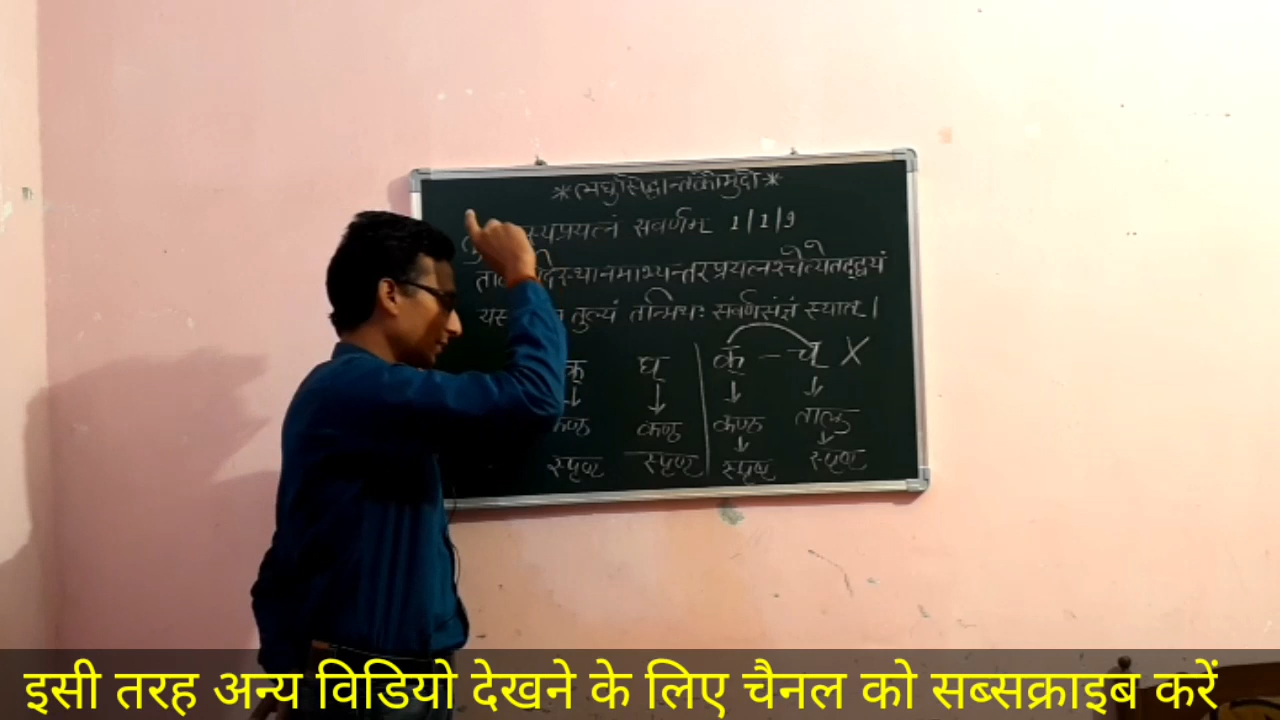 *लघुसिद्धान्तकौमुदी*
स्यप्रयत्नं सवर्णम् 1/1/9
दिस्थानमाभ्यन्तरप्रयत्नश्चेत्येतद्द्वयं
तुल्यं तन्मिथः सवर्णसंज्ञं स्यात् ।
क् घ् क् - च् X
↓ ↓ ↓ ↓
कण्ठ कण्ठ कण्ठ तालु
↓ ↓
स्पृष्ट स्पृष्ट स्पृष्ट स्पृष्ट
इसी तरह अन्य विडियो देखने के लिए चैनल को सब्सक्राइब करें